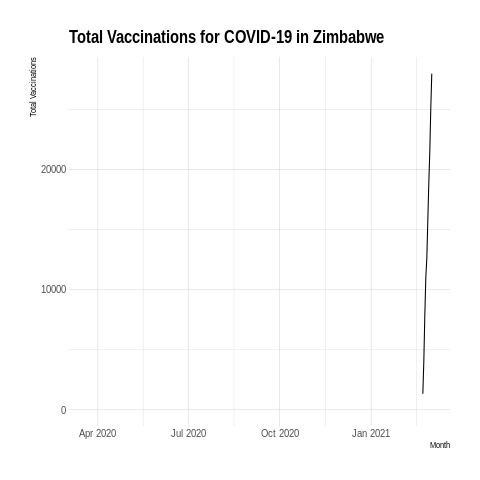 Total Vaccinations for COVID-19 in Zimbabwe
Total Vaccinations
20000
10000
0
Apr 2020 Jul 2020 Oct 2020 Jan 2021
Month